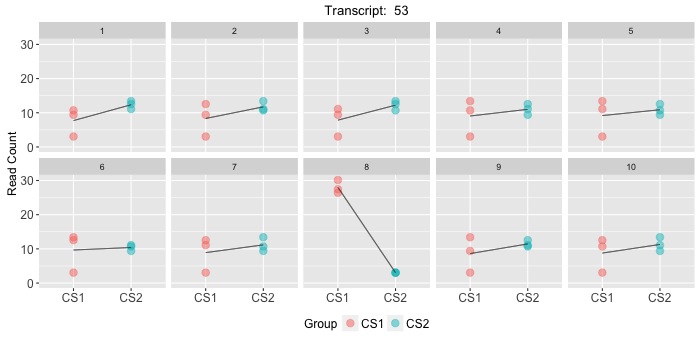 Transcript: 53
1 2 3 4 5
30
20
10
0
Read Count
6 7 8 9 10
30
20
10
0
CS1 CS2 CS1 CS2 CS1 CS2 CS1 CS2 CS1 CS2
Group CS1 CS2